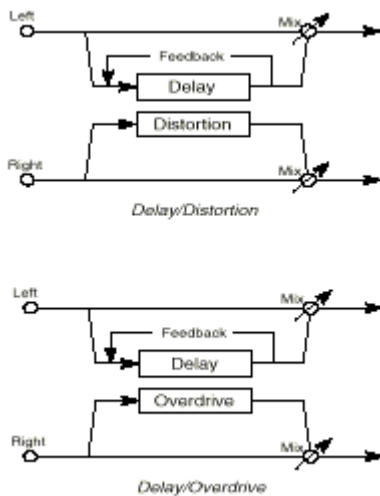 Left
Mix
Feedback
Delay
Distortion
Right
Mix
Delay/Distortion
Left
Mix
Feedback
Delay
Overdrive
Right
Mix
Delay/Overdrive